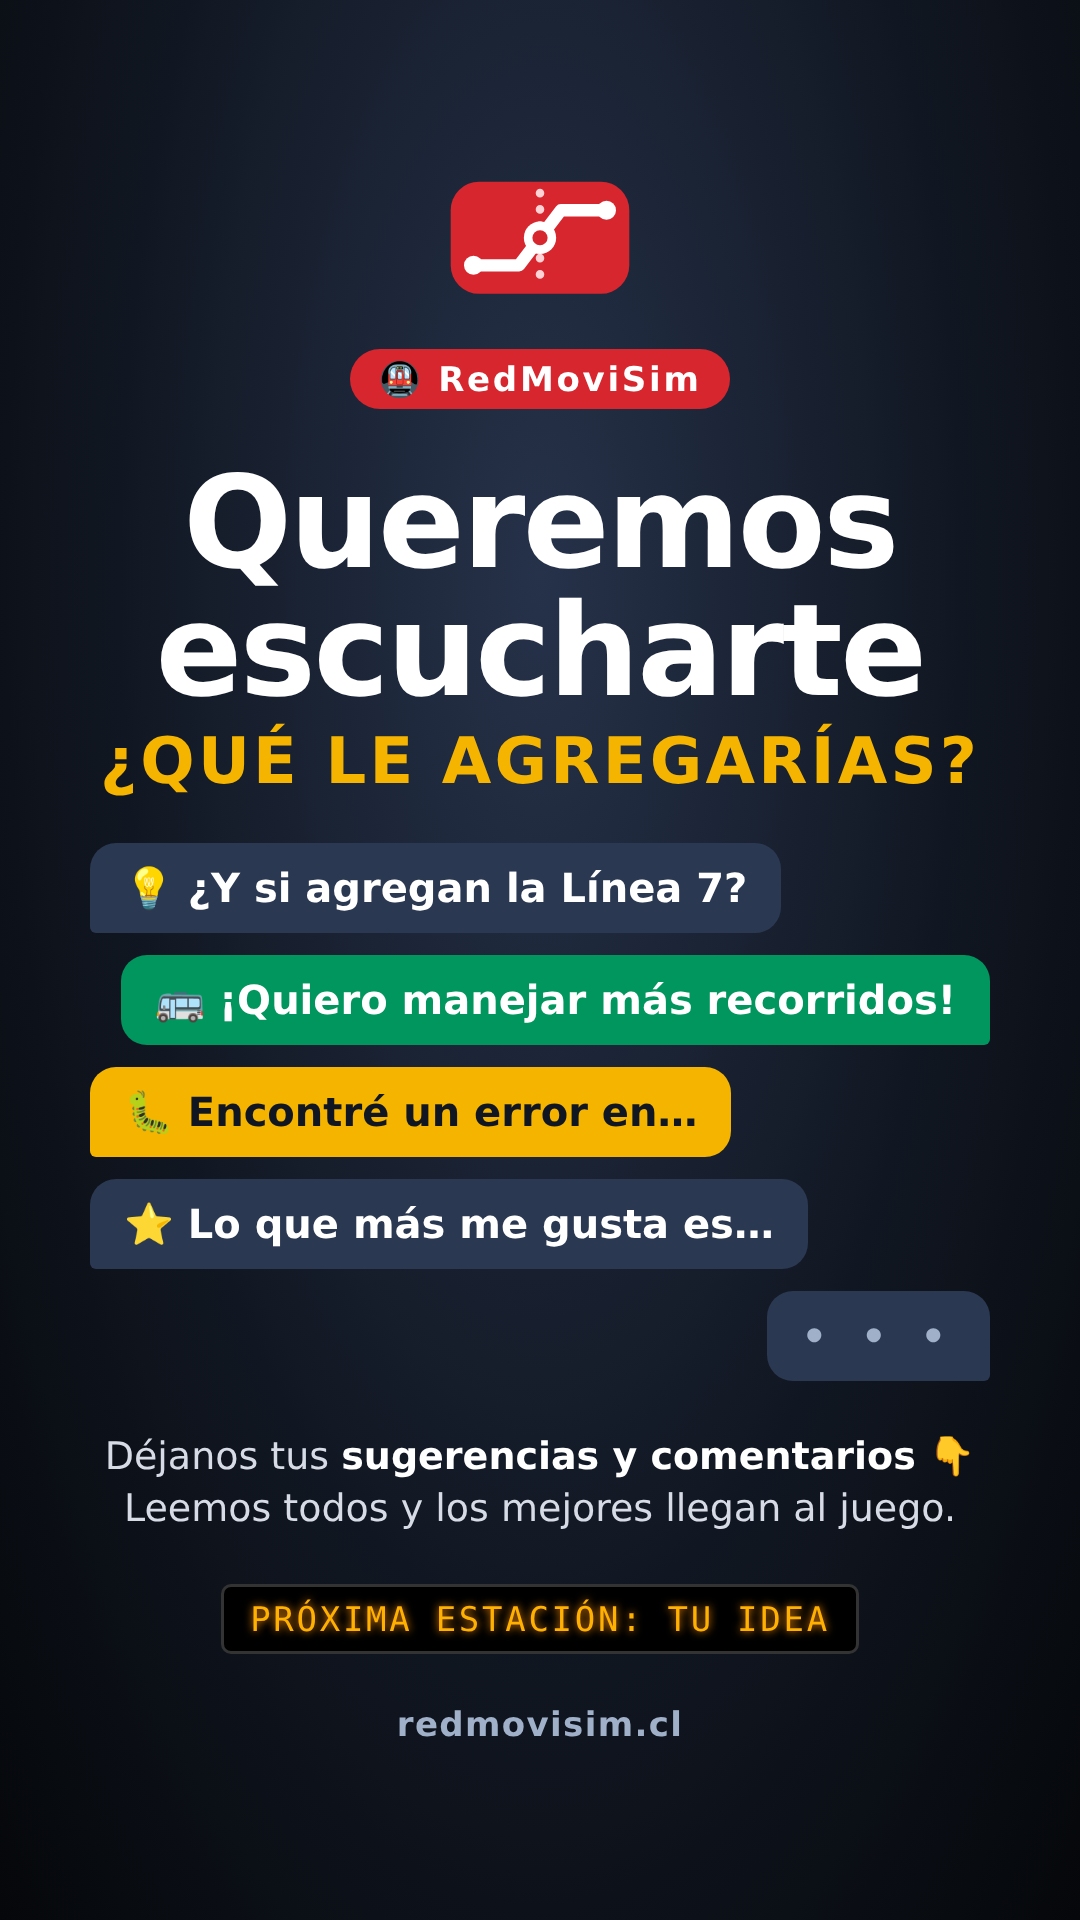 🚇 RedMoviSim
Queremos
escucharte
¿QUÉ LE AGREGARÍAS?
💡 ¿Y si agregan la Línea 7?
🚌 ¡Quiero manejar más recorridos!
🐛 Encontré un error en…
⭐ Lo que más me gusta es…
• • •
Déjanos tus sugerencias y comentarios 👇
Leemos todos y los mejores llegan al juego.
PRÓXIMA ESTACIÓN: TU IDEA
redmovisim.cl